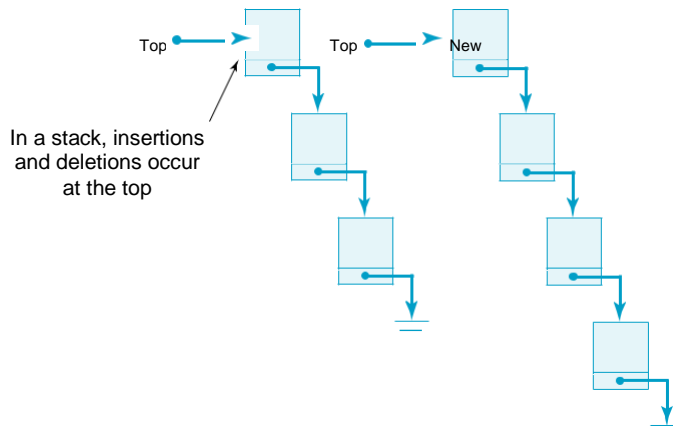 Top
Top
New
In a stack, insertions
and deletions occur
at the top